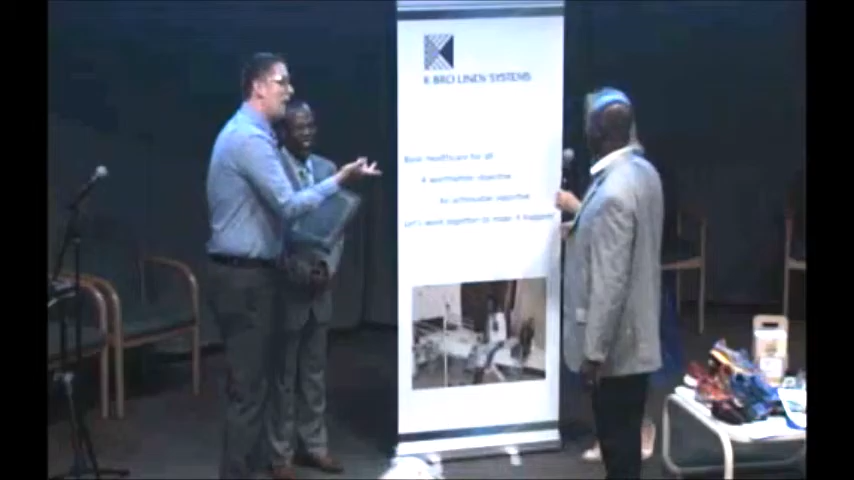 K-BRO LINEN SYSTEMS
Basic healthcare for all
A worthwhile objective
An achievable objective
Let's work together to make it happen!